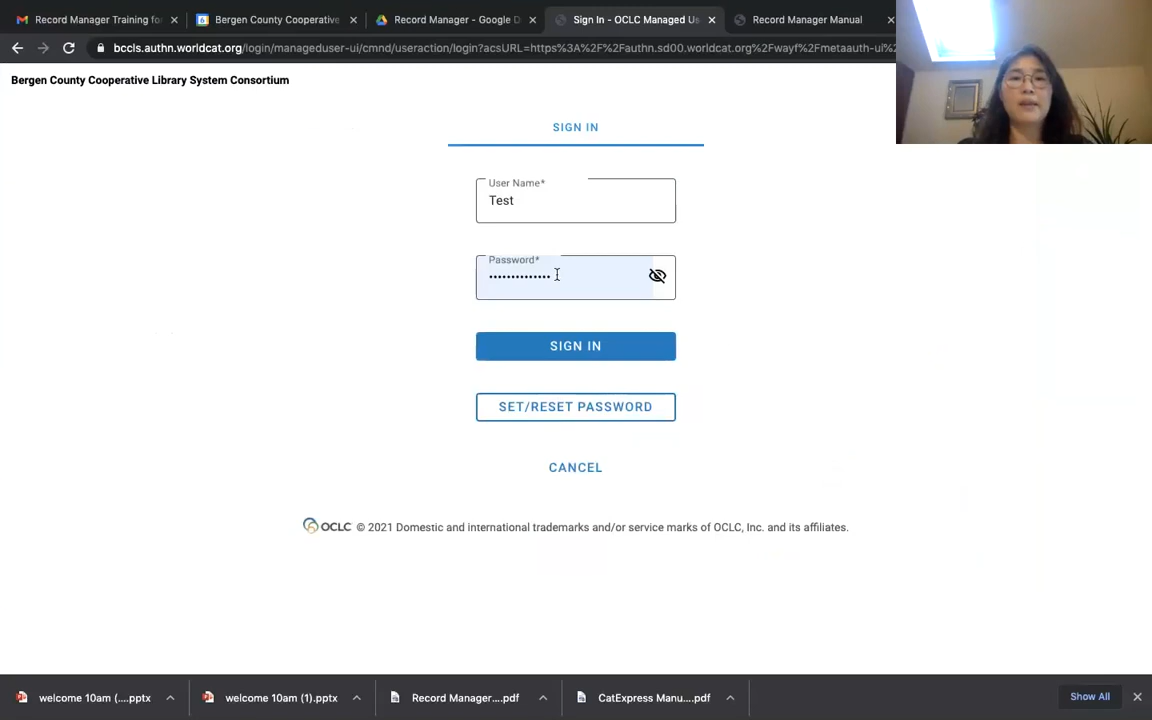 Record Manager Training fo
Bergen County Cooperative
Record Manager - Google D
Sign In - OCLC Managed Us
Record Manager Manual
bccls.authn.worldcat.org/login/manageduser-ui/cmnd/useraction/login?acsURL=https%3A%2F%2Fauthn.sd00.worldcat.org%2Fwayf%2Fmetaauth-ui%
Bergen County Cooperative Library System Consortium
SIGN IN
User Name*
Test
Password*
••••••••••••••
SIGN IN
SET/RESET PASSWORD
CANCEL
OCLC © 2021 Domestic and international trademarks and/or service marks of OCLC, Inc. and its affiliates.
welcome 10am (....pptx
welcome 10am (1).pptx
Record Manager....pdf
CatExpress Manu....pdf
Show All